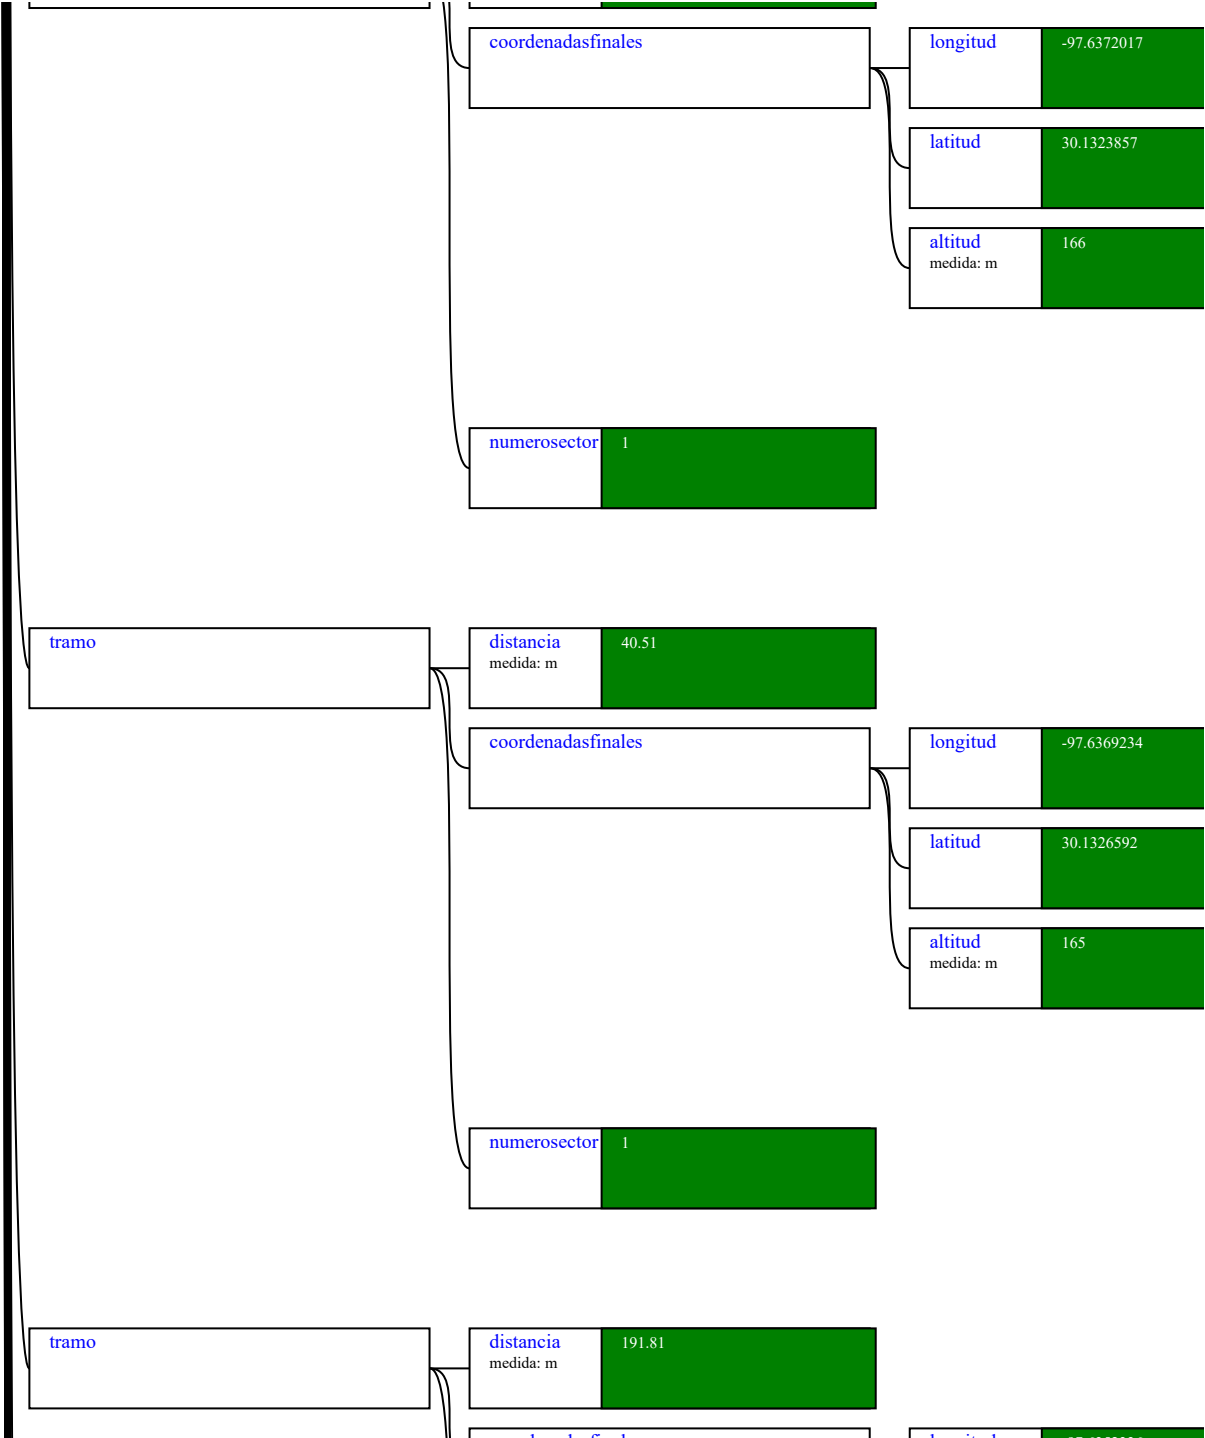 coordenadasfinales
longitud
-97.6372017
latitud
30.1323857
altitud
166
medida: m
numerosector
1
tramo
distancia
40.51
medida: m
coordenadasfinales
longitud
-97.6369234
latitud
30.1326592
altitud
165
medida: m
numerosector
1
tramo
distancia
191.81
medida: m